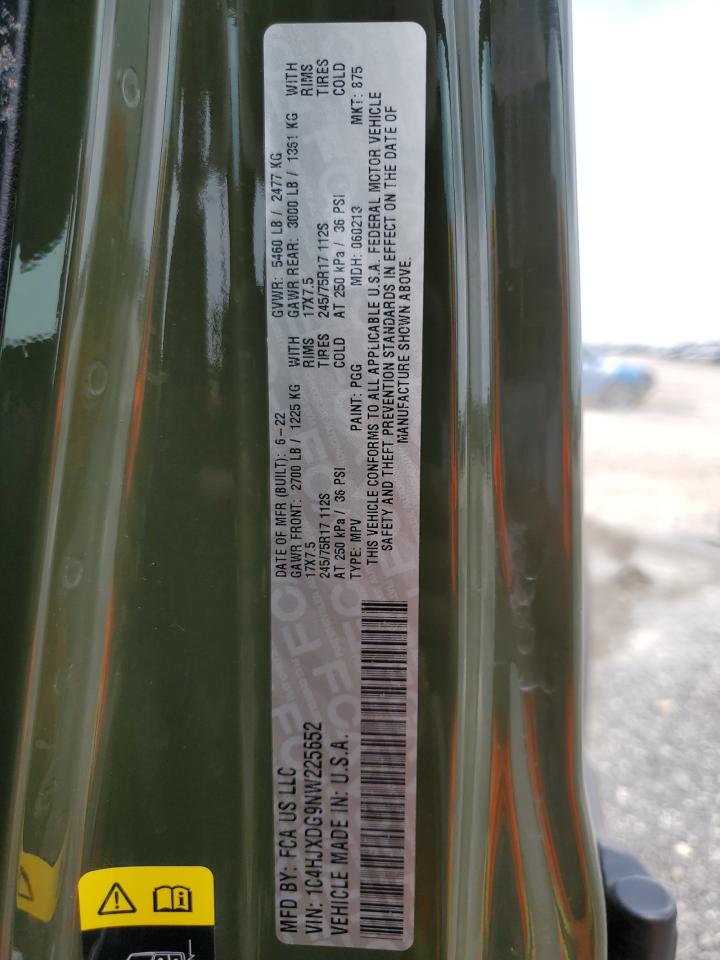 MFD BY: FCA US LLC
DATE OF MFR (BUILT): 6-22
GVWR: 5460 LB / 2477 KG
GAWR FRONT: 2700 LB / 1225 KG WITH
GAWR REAR: 3000 LB / 1361 KG WITH
17X7.5 RIMS
17X7.5 RIMS
245/75R17 112S TIRES
245/75R17 112S TIRES
AT 250 kPa / 36 PSI COLD
AT 250 kPa / 36 PSI COLD
VIN: 1C4HJXDG9NW225652
TYPE: MPV PAINT: PGG MDH: 060213 MKT: 875
VEHICLE MADE IN: U.S.A.
THIS VEHICLE CONFORMS TO ALL APPLICABLE U.S.A. FEDERAL MOTOR VEHICLE
SAFETY AND THEFT PREVENTION STANDARDS IN EFFECT ON THE DATE OF
MANUFACTURE SHOWN ABOVE.